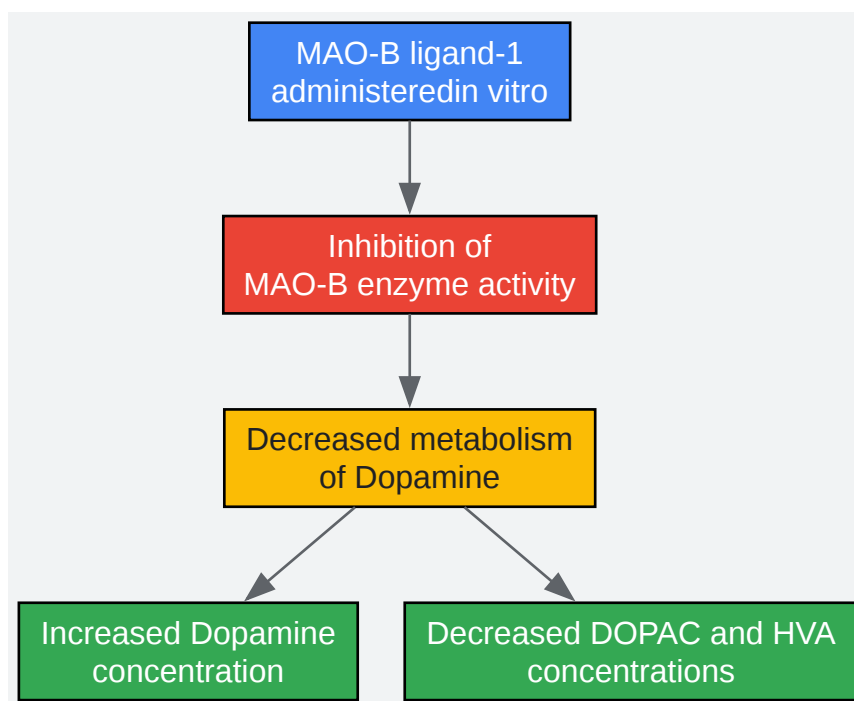 MAO-B ligand-1
administeredin vitro
Inhibition of
MAO-B enzyme activity
Decreased metabolism
of Dopamine
Increased Dopamine
concentration
Decreased DOPAC and HVA
concentrations